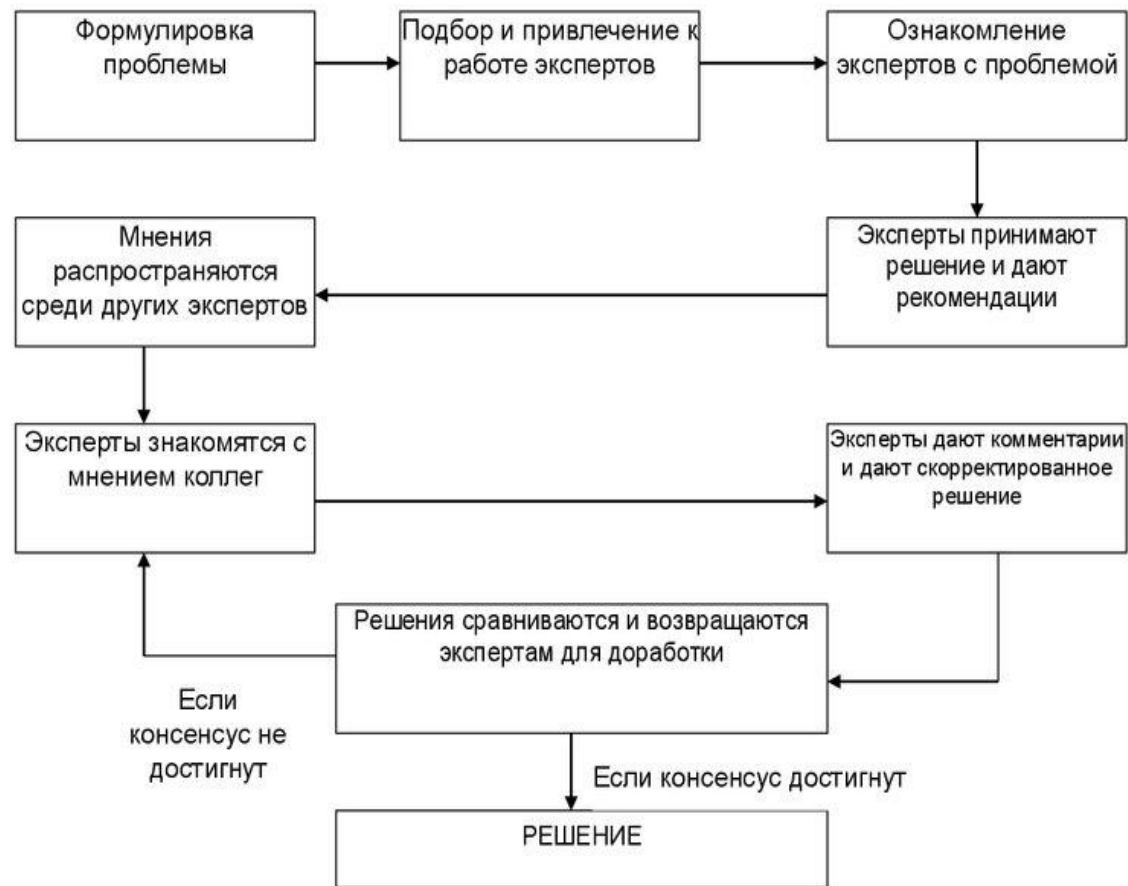 Формулировка
проблемы
Подбор и привлечение к
работе экспертов
Ознакомление
экспертов с проблемой
Эксперты принимают
решение и дают
рекомендации
Мнения
распространяются
среди других экспертов
Эксперты знакомятся с
мнением коллег
Эксперты дают комментарии
и дают скорректированное
решение
Решения сравниваются и возвращаются
экспертам для доработки
Если
консенсус не
достигнут
Если консенсус достигнут
РЕШЕНИЕ